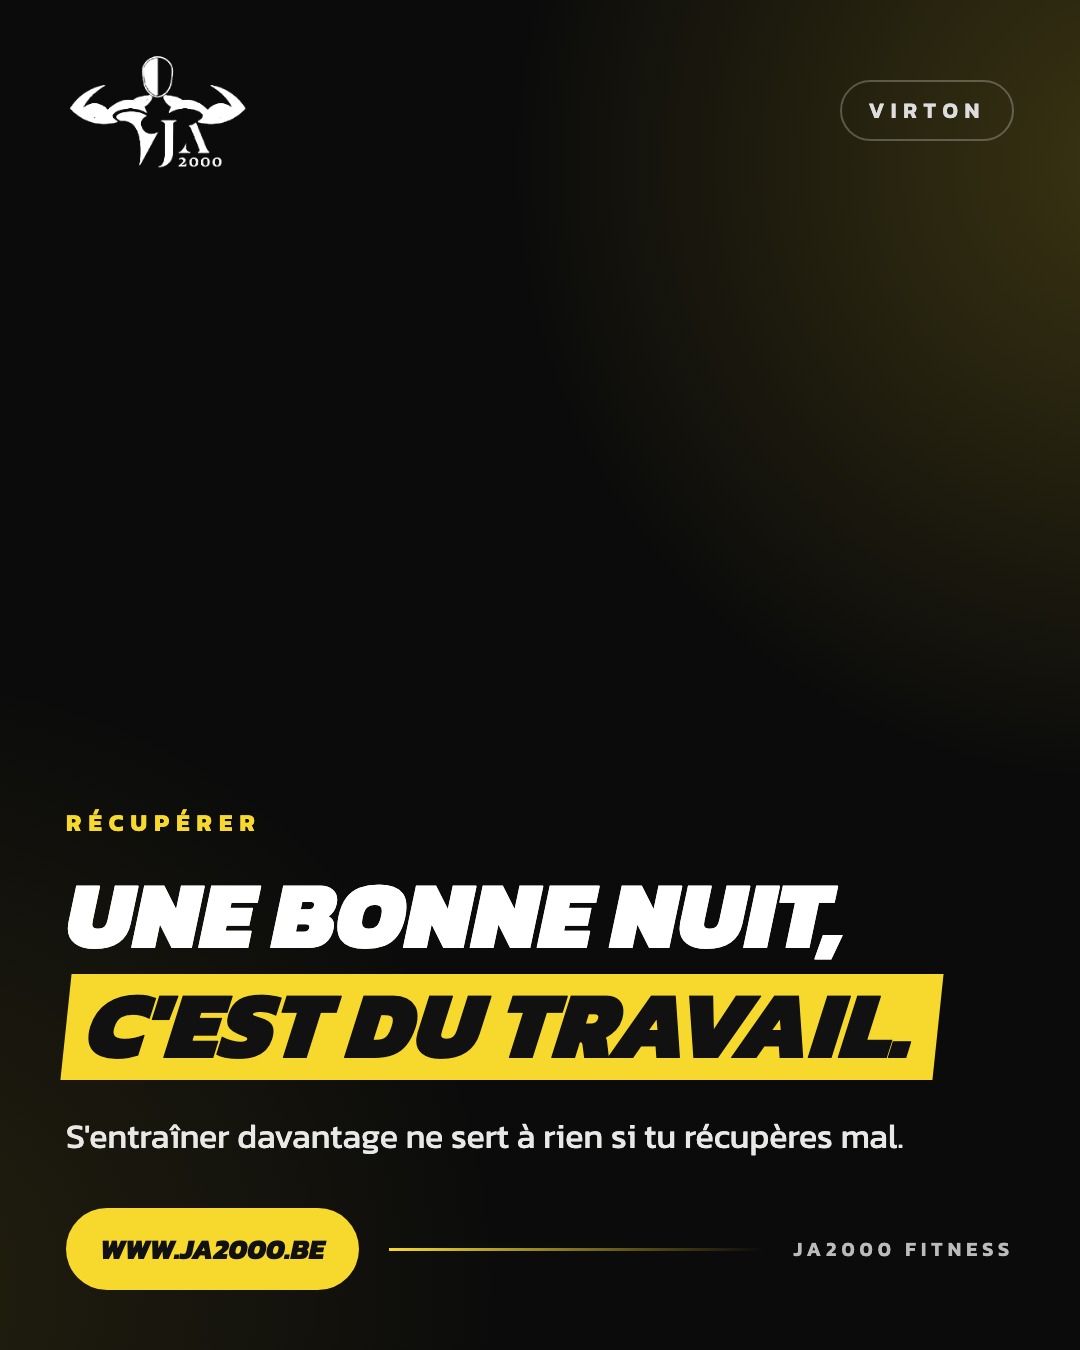 JA
2000
VIRTON
RÉCUPÉRER
UNE BONNE NUIT,
C'EST DU TRAVAIL.
S'entraîner davantage ne sert à rien si tu récupères mal.
WWW.JA2000.BE
JA2000 FITNESS